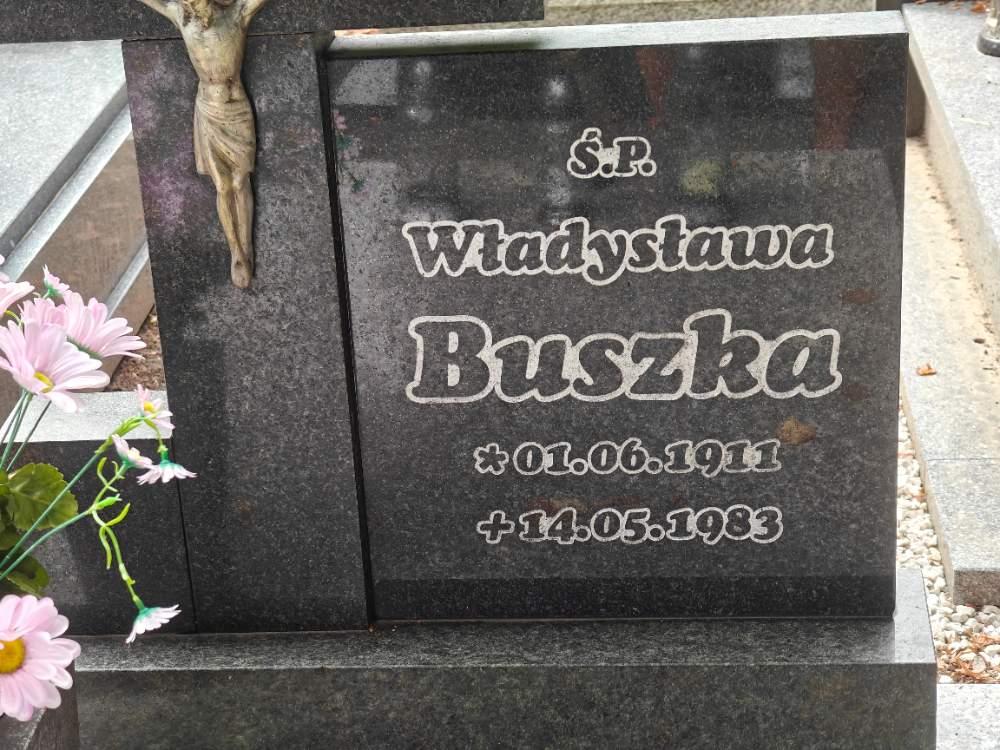 Ś.P.
Władysława
Buszka
*01.06.1911
+14.05.1983